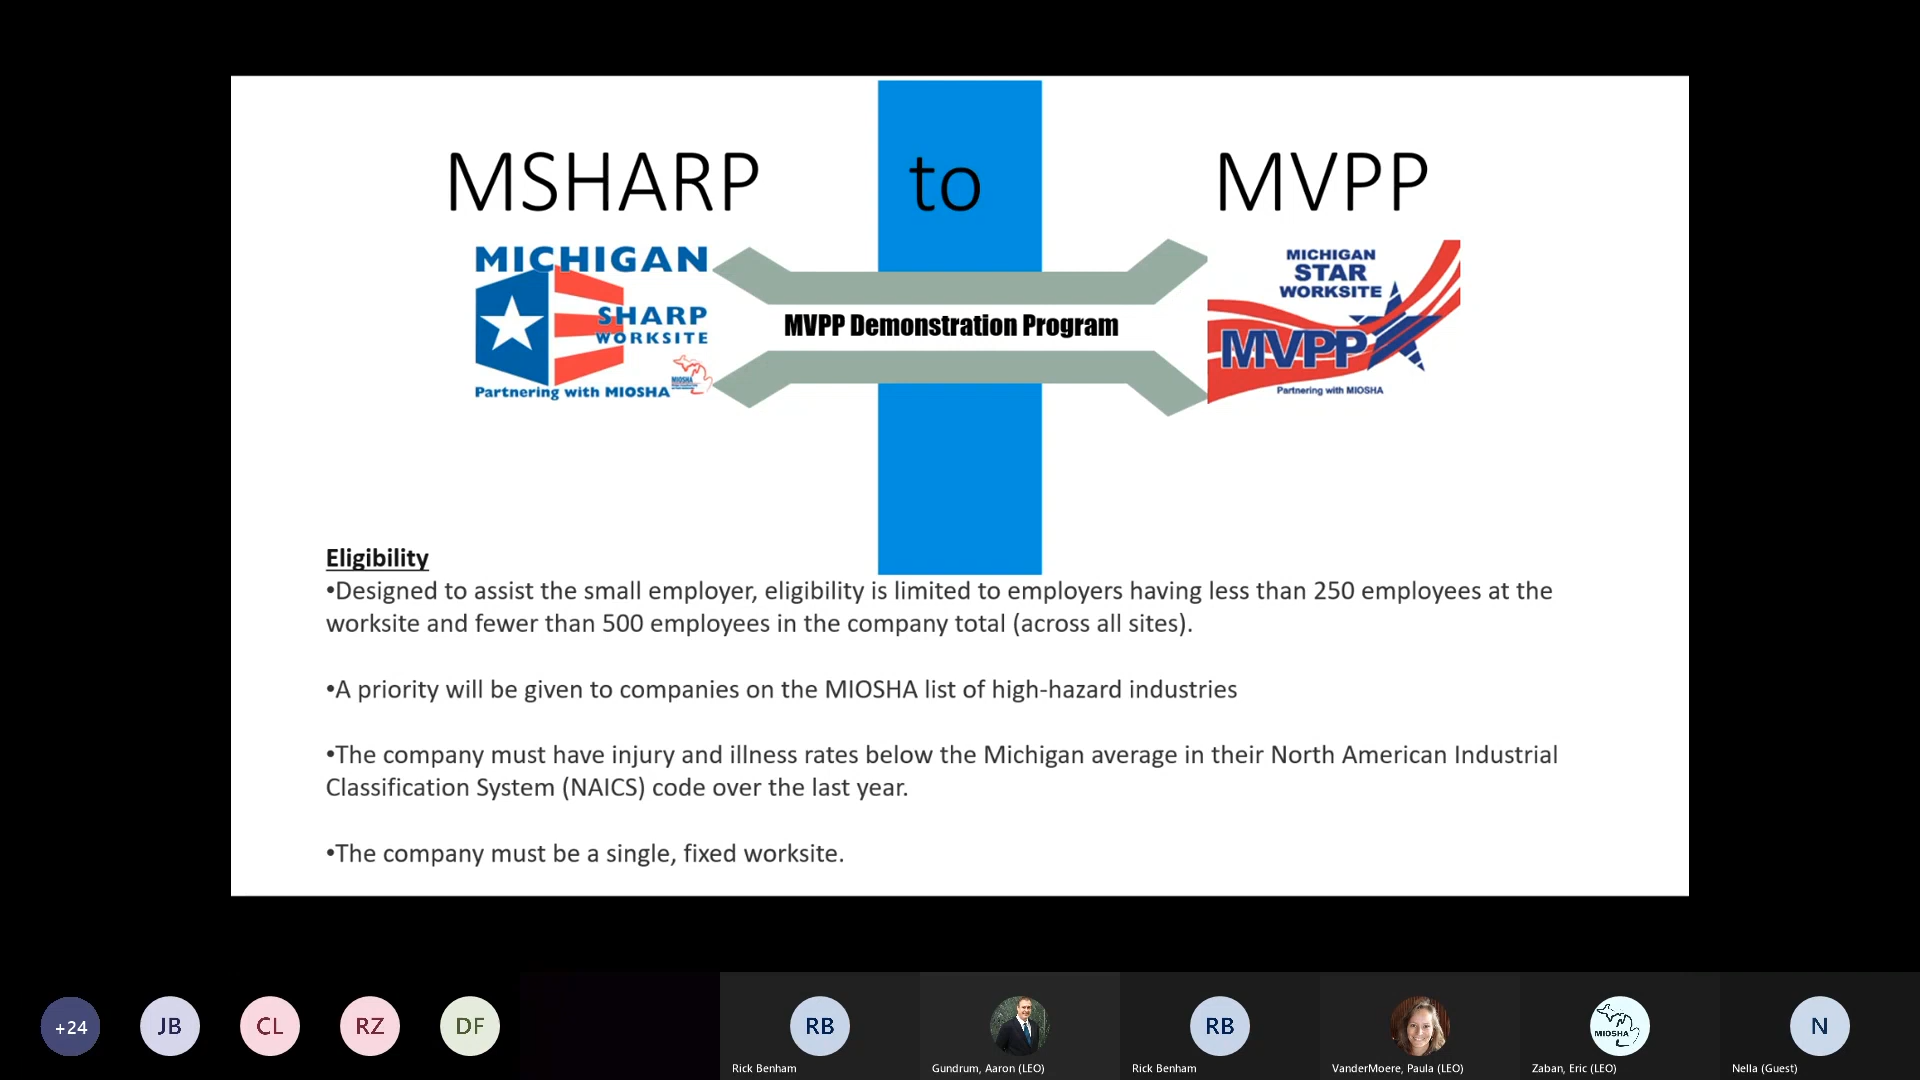 MSHARP to MVPP
MICHIGAN
SHARP
WORKSITE
MIOSHA
Partnering with MIOSHA
MVPP Demonstration Program
MICHIGAN
STAR
WORKSITE
MVPP
Partnering with MIOSHA
Eligibility
•Designed to assist the small employer, eligibility is limited to employers having less than 250 employees at the
worksite and fewer than 500 employees in the company total (across all sites).
•A priority will be given to companies on the MIOSHA list of high-hazard industries
•The company must have injury and illness rates below the Michigan average in their North American Industrial
Classification System (NAICS) code over the last year.
•The company must be a single, fixed worksite.
+24 JB CL RZ DF RB RB MIOSHA N
Rick Benham Gundrum, Aaron (LEO) Rick Benham VanderMoere, Paula (LEO) Zaban, Eric (LEO) Nella (Guest)